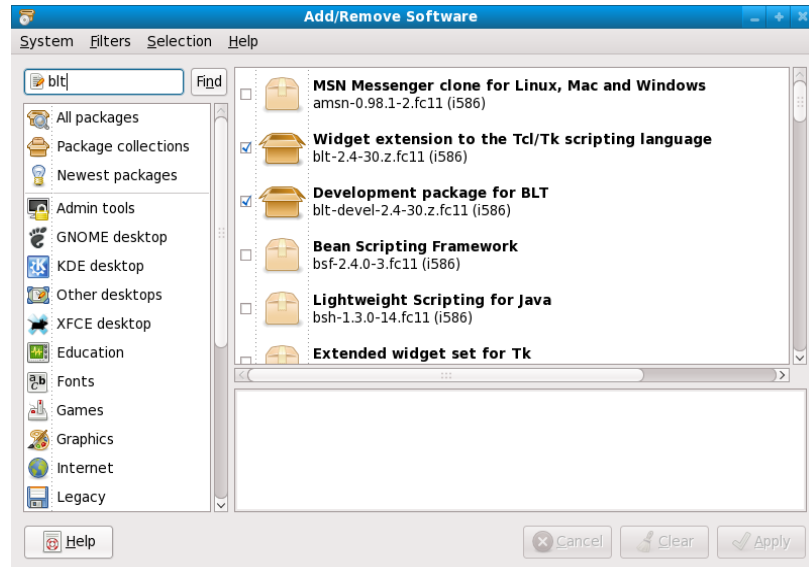 Add/Remove Software
System Filters Selection Help
blt
Find
All packages
Package collections
Newest packages
Admin tools
GNOME desktop
KDE desktop
Other desktops
XFCE desktop
Education
Fonts
Games
Graphics
Internet
Legacy
MSN Messenger clone for Linux, Mac and Windows
amsn-0.98.1-2.fc11 (i586)
Widget extension to the Tcl/Tk scripting language
blt-2.4-30.z.fc11 (i586)
Development package for BLT
blt-devel-2.4-30.z.fc11 (i586)
Bean Scripting Framework
bsf-2.4.0-3.fc11 (i586)
Lightweight Scripting for Java
bsh-1.3.0-14.fc11 (i586)
Extended widget set for Tk
Help
Cancel Clear Apply